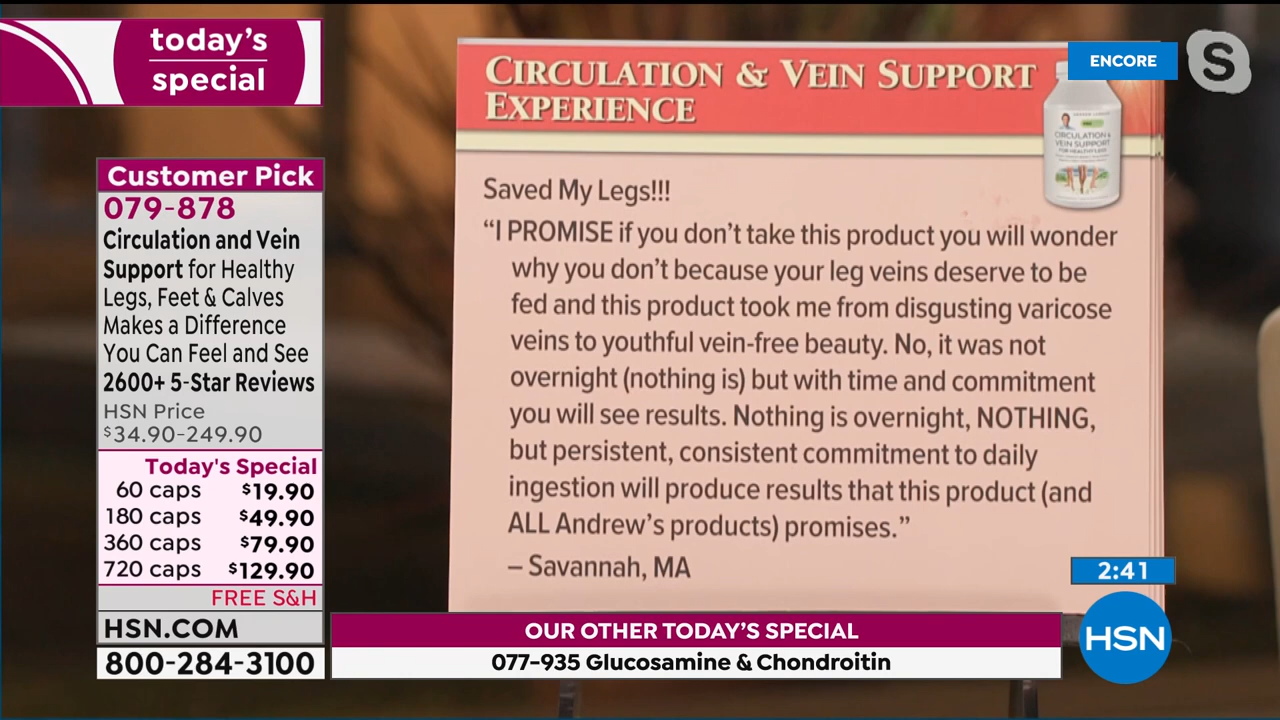 today's
special
Customer Pick
079-878
Circulation and Vein
Support for Healthy
Legs, Feet & Calves
Makes a Difference
You Can Feel and See
2600+ 5-Star Reviews
HSN Price
$34.90-249.90
Today's Special
60 caps $19.90
180 caps $49.90
360 caps $79.90
720 caps $129.90
FREE S&H
HSN.COM
800-284-3100
CIRCULATION & VEIN SUPPORT
EXPERIENCE
Saved My Legs!!!
“I PROMISE if you don’t take this product you will wonder
why you don’t because your leg veins deserve to be
fed and this product took me from disgusting varicose
veins to youthful vein-free beauty. No, it was not
overnight (nothing is) but with time and commitment
you will see results. Nothing is overnight, NOTHING,
but persistent, consistent commitment to daily
ingestion will produce results that this product (and
ALL Andrew’s products) promises.”
– Savannah, MA
ENCORE
S
CIRCULATION &
VEIN SUPPORT
FOR HEALTHY LEGS
2:41
HSN
OUR OTHER TODAY'S SPECIAL
077-935 Glucosamine & Chondroitin